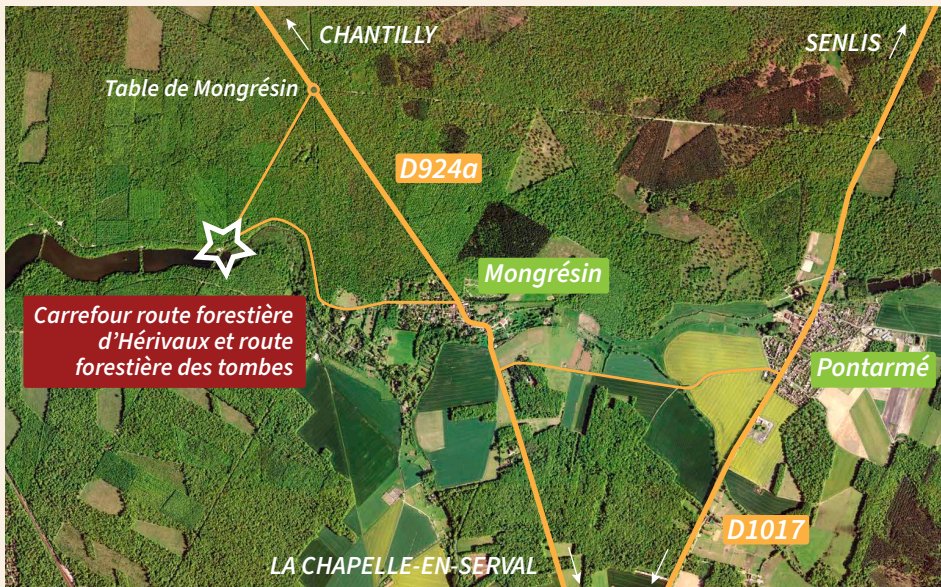 CHANTILLY
SENLIS
Table de Mongrésin
D924a
Mongrésin
Carrefour route forestière
d'Hérivaux et route
forestière des tombes
Pontarmé
D1017
LA CHAPELLE-EN-SERVAL